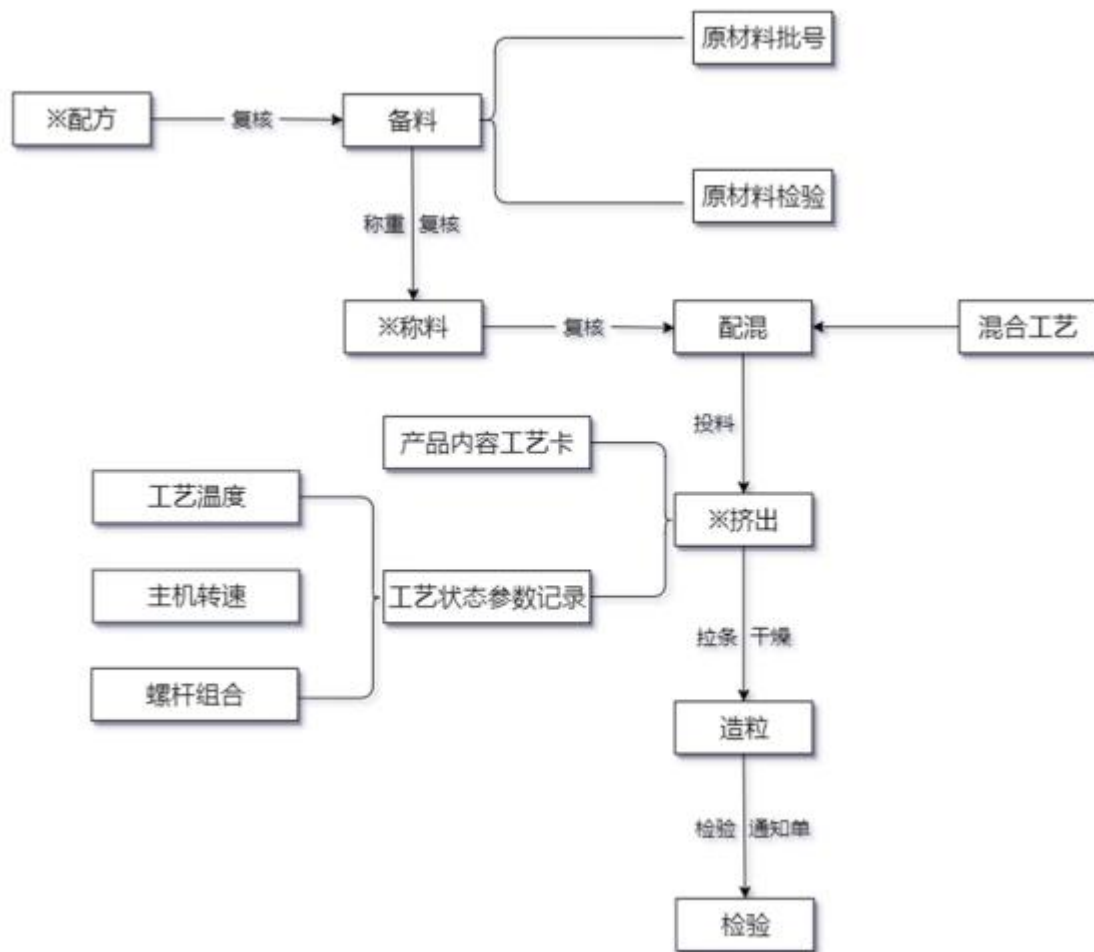 原材料批号
※配方
复核
备料
原材料检验
称重 复核
※称料
复核
配混
混合工艺
投料
产品内容工艺卡
工艺温度
※挤出
主机转速
工艺状态参数记录
拉条 干燥
螺杆组合
造粒
检验 通知单
检验